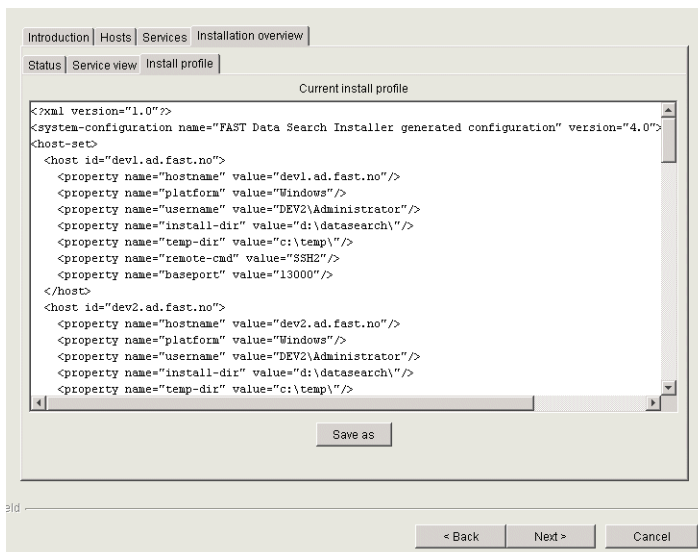 Introduction Hosts Services Installation overview
Status Service view Install profile
Current install profile
<?xml version="1.0"?>
<system-configuration name="FAST Data Search Installer generated configuration" version="4.0">
<host-set>
<host id="dev1.ad.fast.no">
<property name="hostname" value="dev1.ad.fast.no"/>
<property name="platform" value="Windows"/>
<property name="username" value="DEV2\Administrator"/>
<property name="install-dir" value="d:\datasearch\"/>
<property name="temp-dir" value="c:\temp\"/>
<property name="remote-cmd" value="SSH2"/>
<property name="baseport" value="13000"/>
</host>
<host id="dev2.ad.fast.no">
<property name="hostname" value="dev2.ad.fast.no"/>
<property name="platform" value="Windows"/>
<property name="username" value="DEV2\Administrator"/>
<property name="install-dir" value="d:\datasearch\"/>
<property name="temp-dir" value="c:\temp\"/>
Save as
eld
< Back Next > Cancel